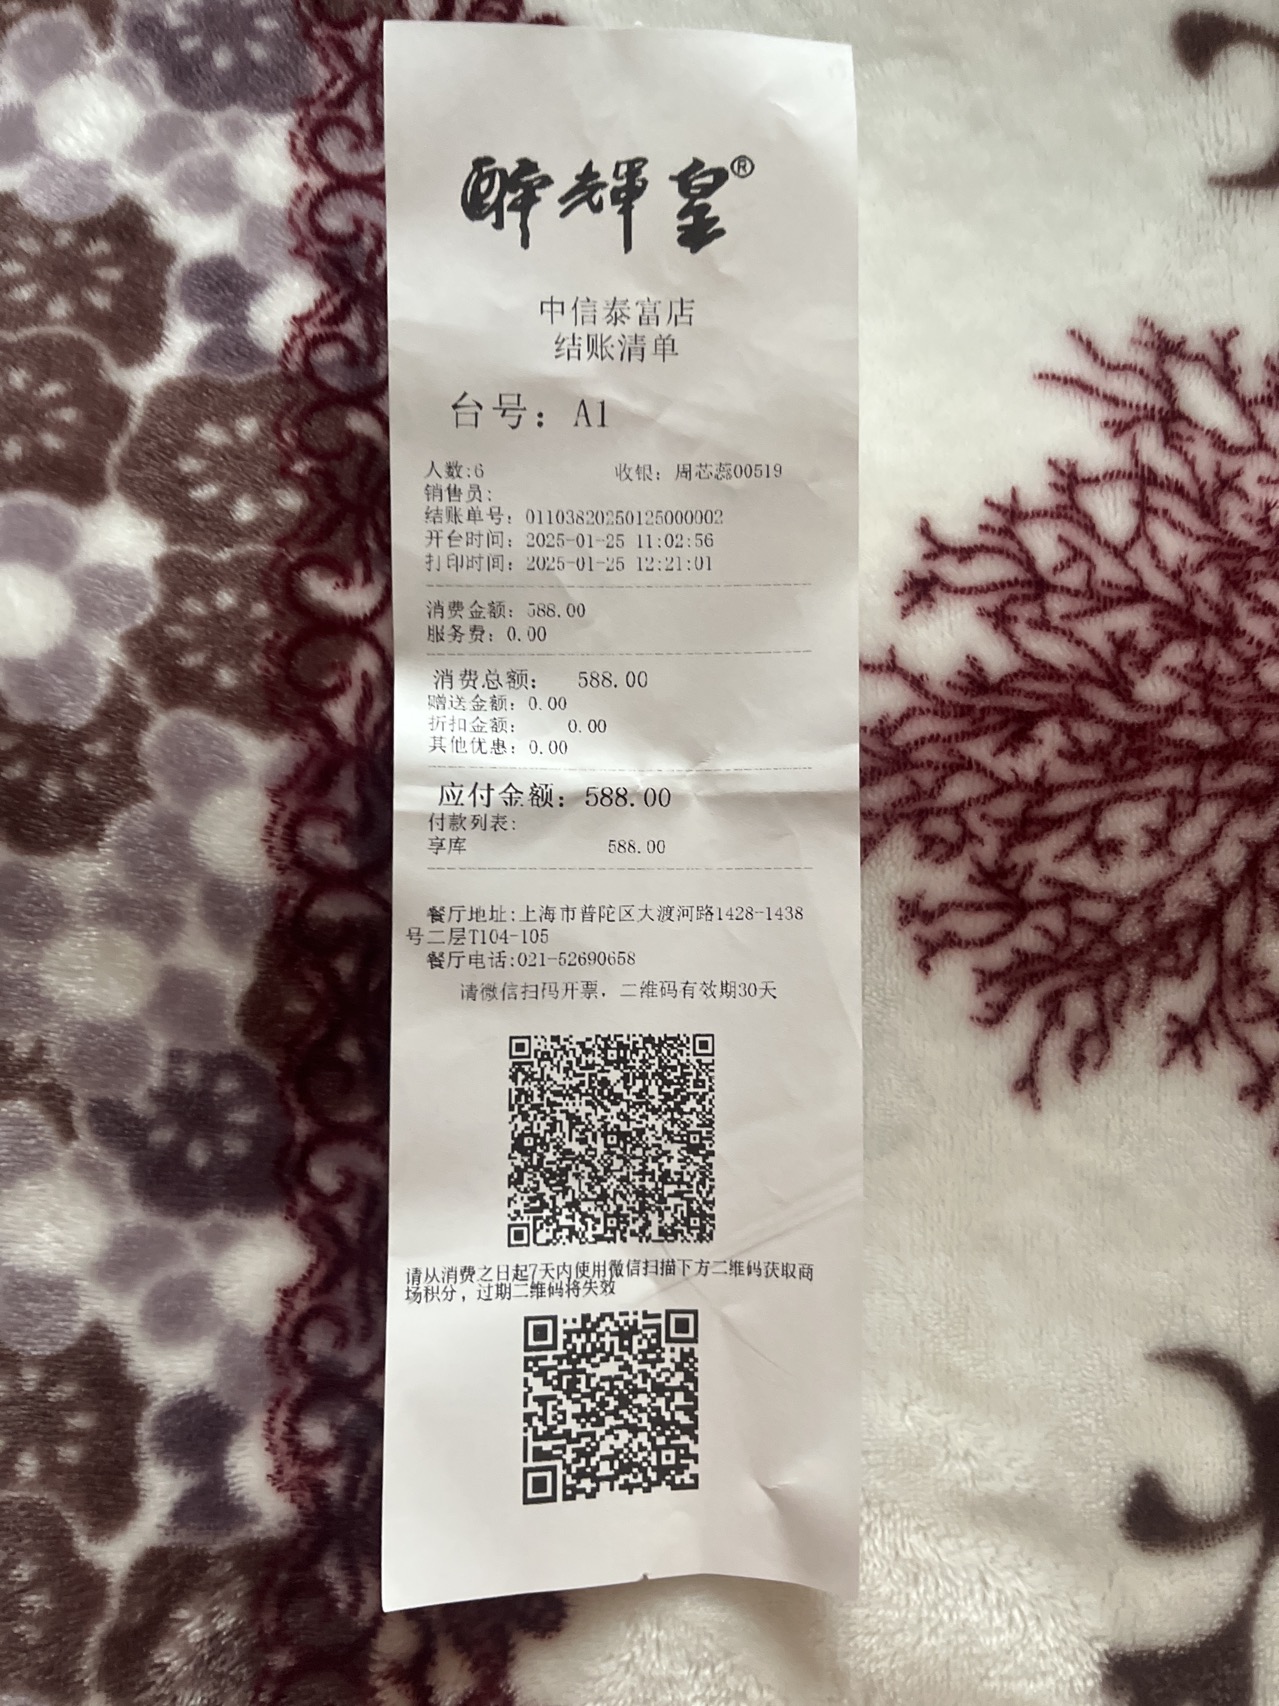 醉輝皇®
中信泰富店
结账清单
台号：A1
人数:6 收银：周芯蕊00519
销售员:
结账单号：01103820250125000002
开台时间：2025-01-25 11:02:56
打印时间：2025-01-25 12:21:01
消费金额：588.00
服务费：0.00
消费总额： 588.00
赠送金额：0.00
折扣金额： 0.00
其他优惠：0.00
应付金额：588.00
付款列表:
享库 588.00
餐厅地址:上海市普陀区大渡河路1428-1438
号二层T104-105
餐厅电话:021-52690658
请微信扫码开票，二维码有效期30天
请从消费之日起7天内使用微信扫描下方二维码获取商
场积分，过期二维码将失效